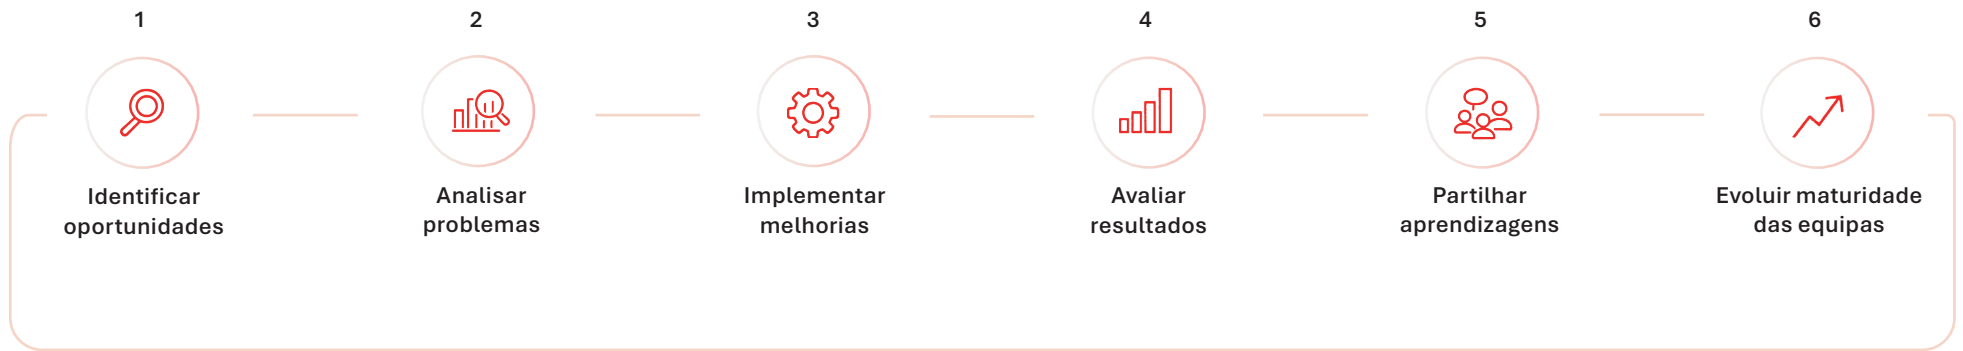 1
Identificar
oportunidades
2
Analisar
problemas
3
Implementar
melhorias
4
Avaliar
resultados
5
Partilhar
aprendizagens
6
Evoluir maturidade
das equipas